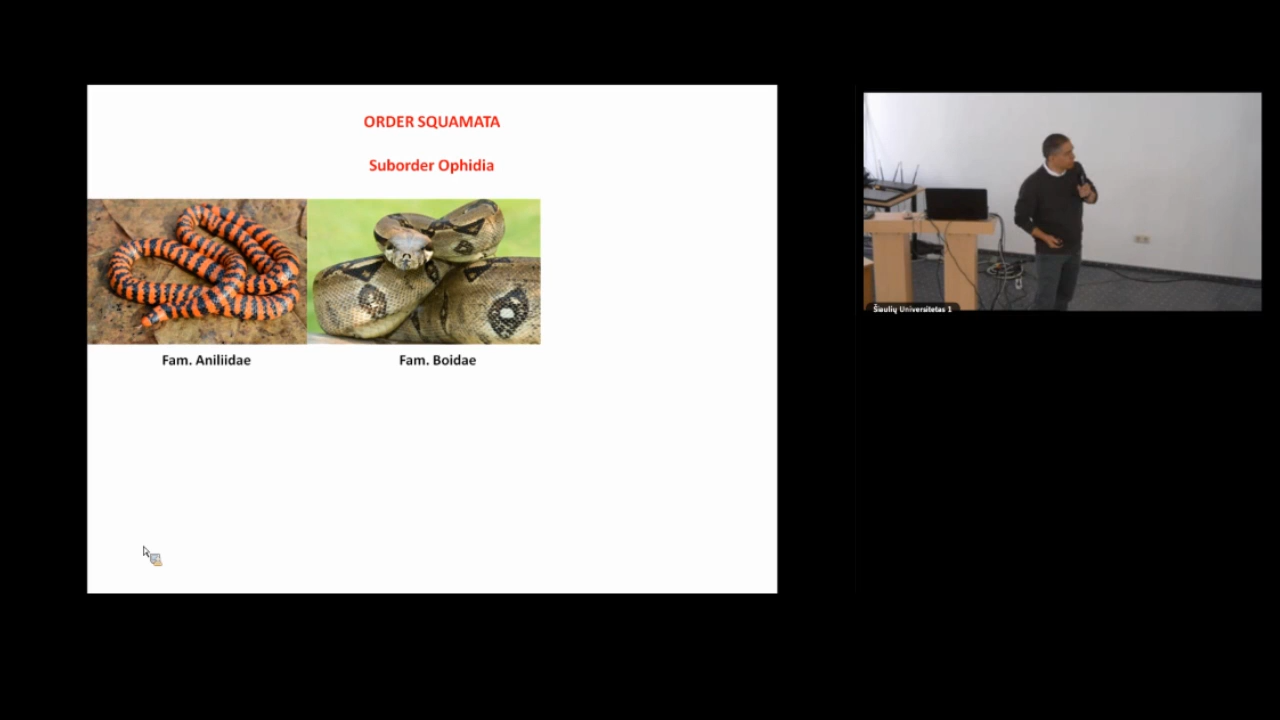 ORDER SQUAMATA
Suborder Ophidia
Fam. Aniliidae
Fam. Boidae
Šiaulių Universitetas 1